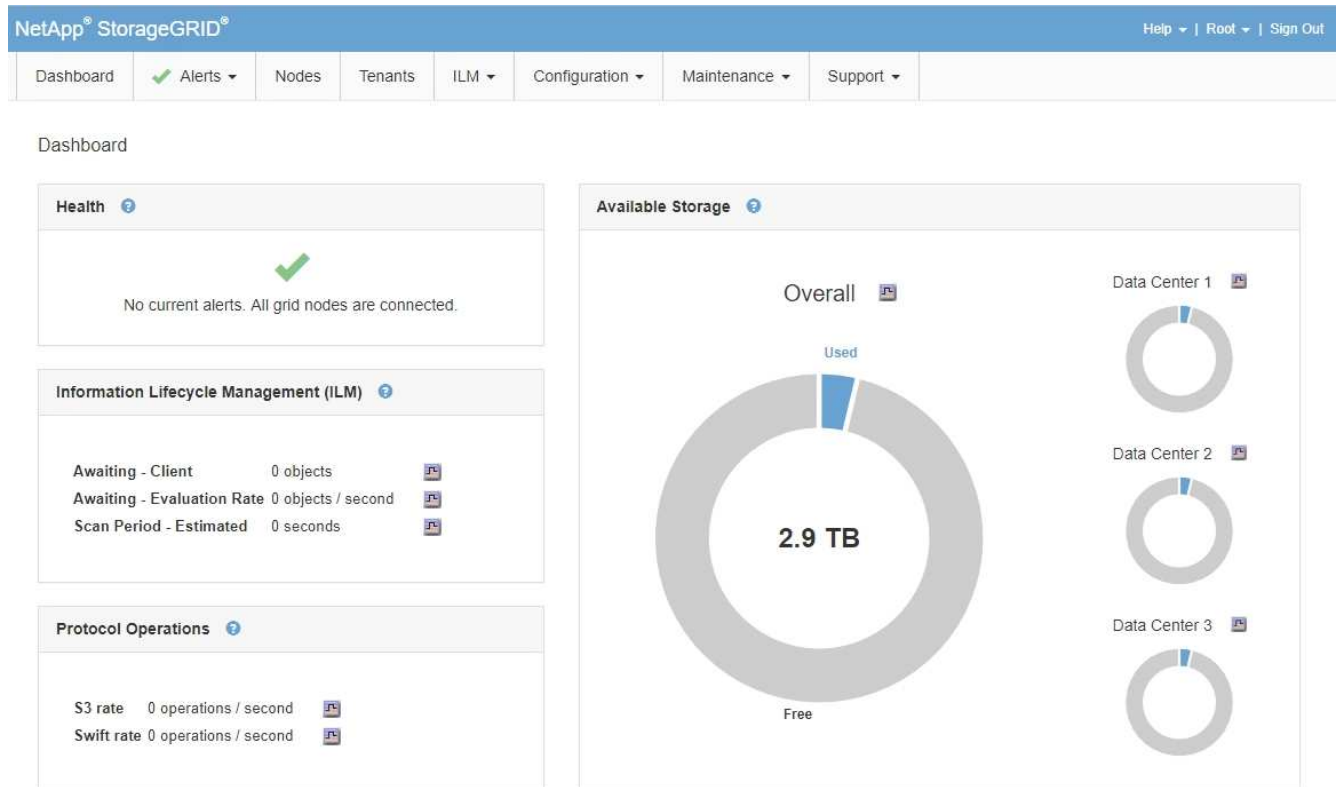 NetApp® StorageGRID®
Help | Root | Sign Out
Dashboard Alerts Nodes Tenants ILM Configuration Maintenance Support
Dashboard
Health ?
No current alerts. All grid nodes are connected.
Information Lifecycle Management (ILM) ?
Awaiting - Client 0 objects
Awaiting - Evaluation Rate 0 objects / second
Scan Period - Estimated 0 seconds
Protocol Operations ?
S3 rate 0 operations / second
Swift rate 0 operations / second
Available Storage ?
Overall
Used
2.9 TB
Free
Data Center 1
Data Center 2
Data Center 3